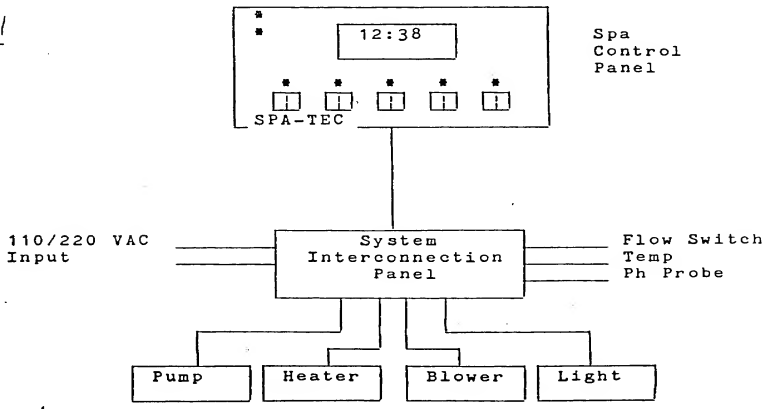 12:38
Spa
Control
Panel
SPA-TEC
110/220 VAC
Input
System
Interconnection
Panel
Flow Switch
Temp
Ph Probe
Pump
Heater
Blower
Light